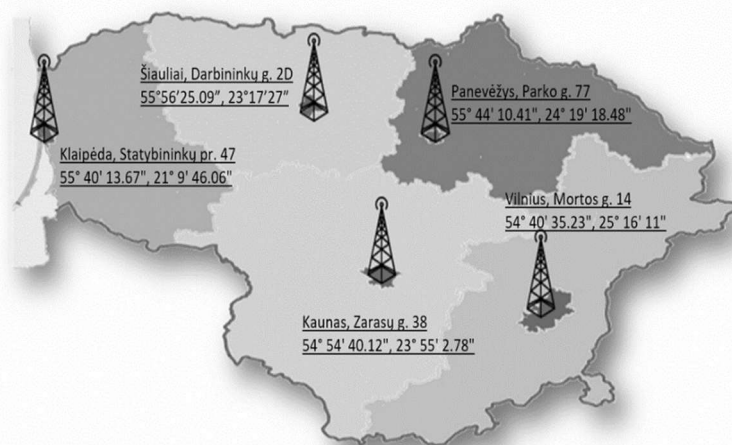 Šiauliai, Darbininkų g. 2D
55°56′25.09″, 23°17′27″
Panevėžys, Parko g. 77
55° 44' 10.41", 24° 19' 18.48"
Klaipėda, Statybininkų pr. 47
55° 40' 13.67", 21° 9' 46.06"
Vilnius, Mortos g. 14
54° 40' 35.23", 25° 16' 11"
Kaunas, Zarasų g. 38
54° 54' 40.12", 23° 55' 2.78"